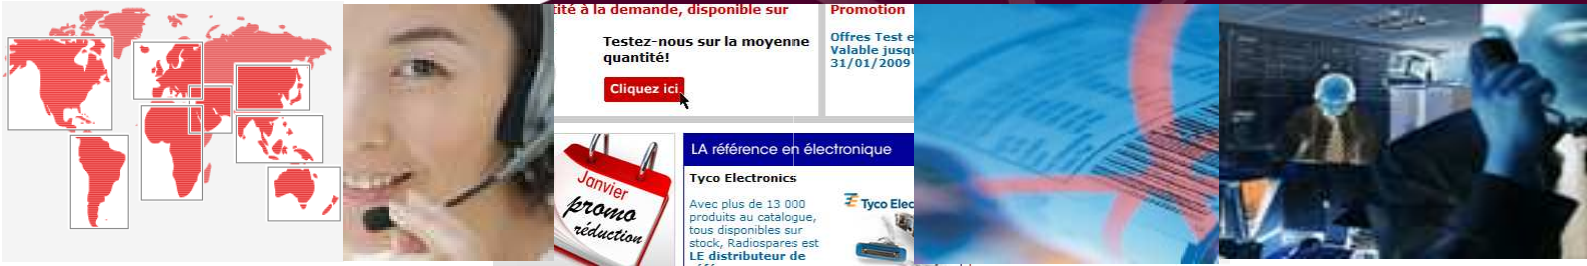 tité à la demande, disponible sur
Testez-nous sur la moyenne
quantité!
Cliquez ici
Promotion
Offres Test e
Valable jusqu
31/01/2009
Janvier
promo
réduction
LA référence en électronique
Tyco Electronics
Avec plus de 13 000
produits au catalogue,
tous disponibles sur
stock, Radiospares est
LE distributeur de
Tyco Elec